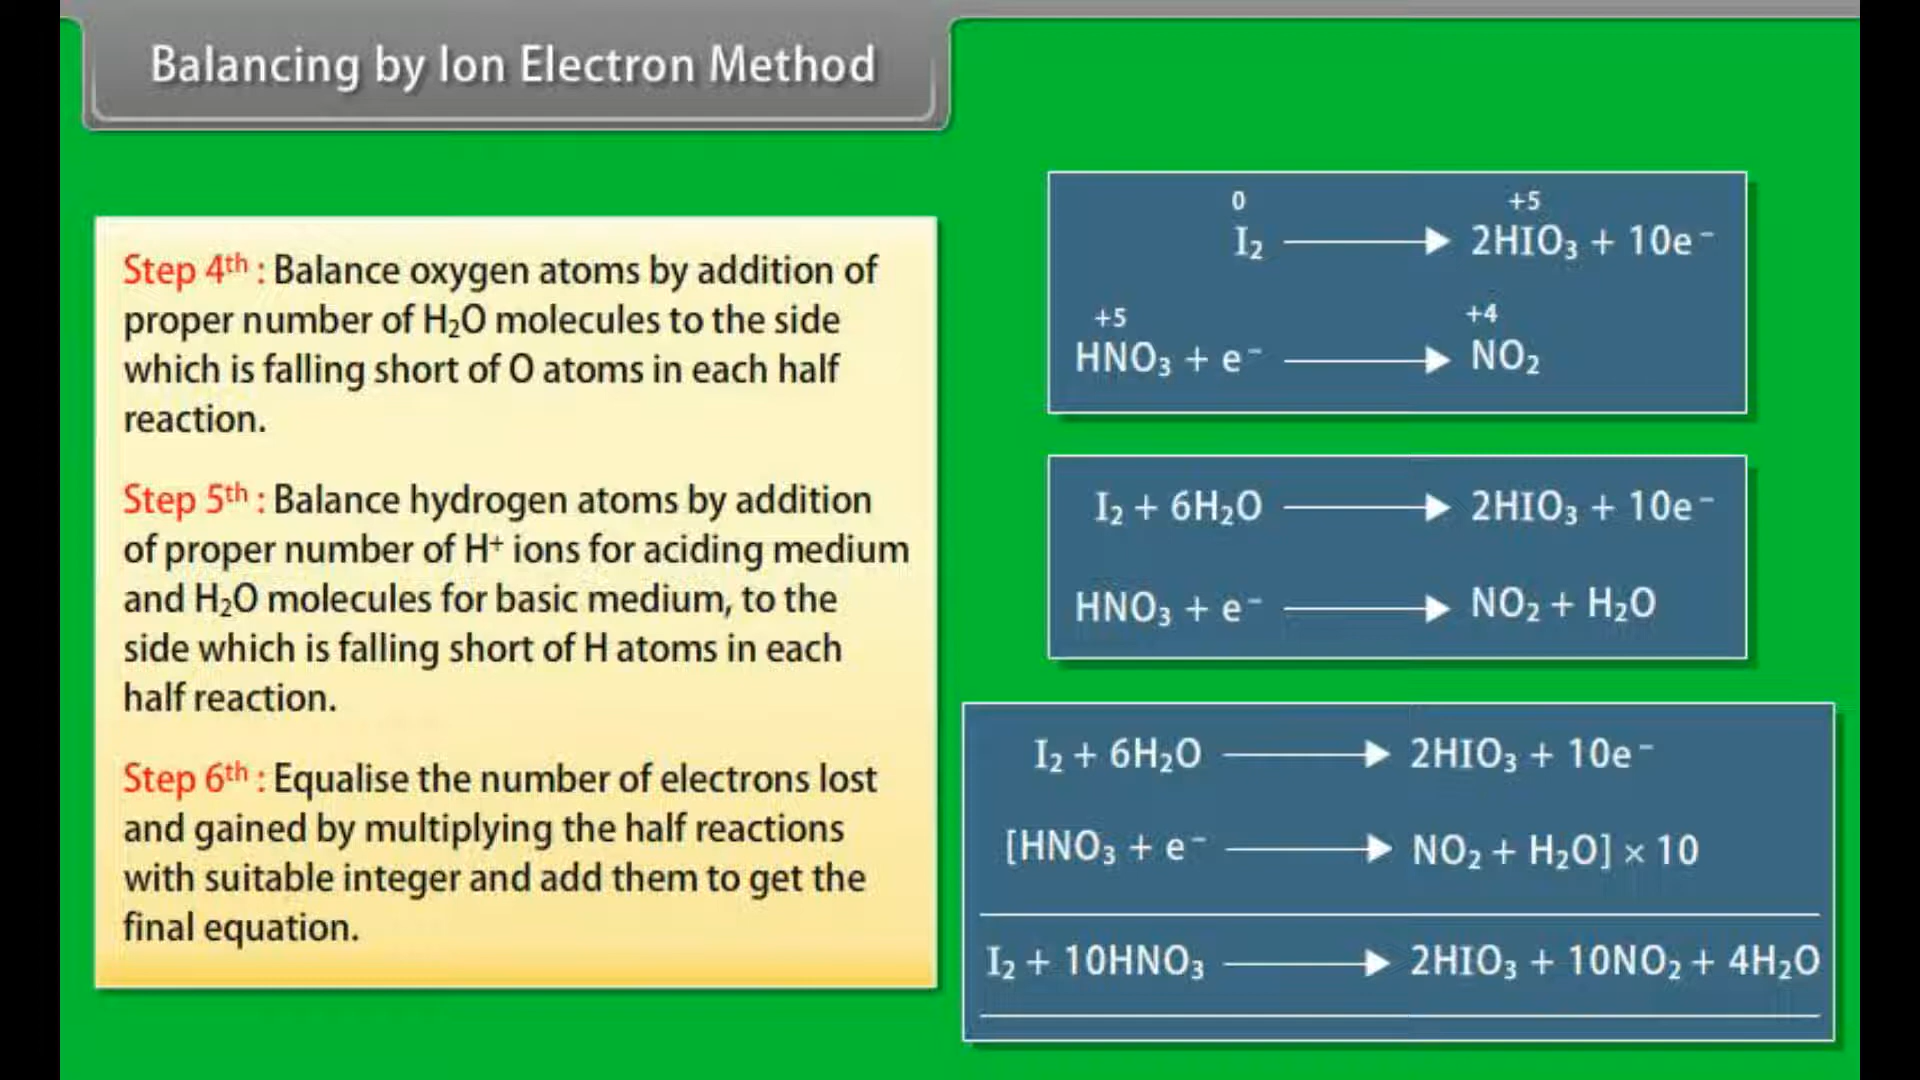 Balancing by Ion Electron Method
Step 4th : Balance oxygen atoms by addition of
proper number of H₂O molecules to the side
which is falling short of O atoms in each half
reaction.
Step 5th : Balance hydrogen atoms by addition
of proper number of H⁺ ions for aciding medium
and H₂O molecules for basic medium, to the
side which is falling short of H atoms in each
half reaction.
Step 6th : Equalise the number of electrons lost
and gained by multiplying the half reactions
with suitable integer and add them to get the
final equation.
0 +5
I₂ ⟶ 2HIO₃ + 10e⁻
+5 +4
HNO₃ + e⁻ ⟶ NO₂
I₂ + 6H₂O ⟶ 2HIO₃ + 10e⁻
HNO₃ + e⁻ ⟶ NO₂ + H₂O
I₂ + 6H₂O ⟶ 2HIO₃ + 10e⁻
[HNO₃ + e⁻ ⟶ NO₂ + H₂O] × 10
I₂ + 10HNO₃ ⟶ 2HIO₃ + 10NO₂ + 4H₂O